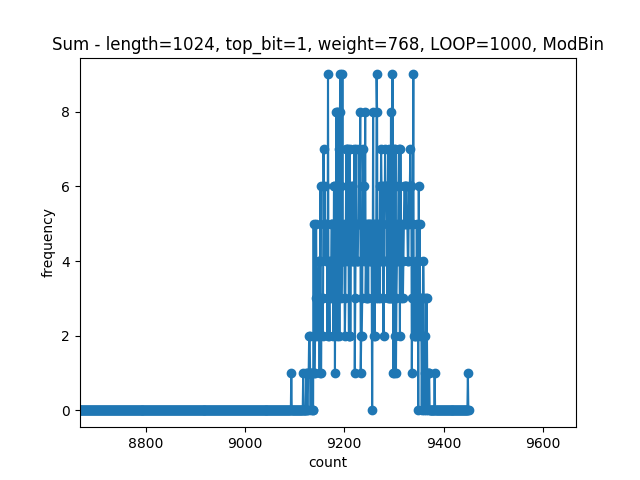 Sum - length=1024, top_bit=1, weight=768, LOOP=1000, ModBin
8
6
4
2
0
frequency
8800 9000 9200 9400 9600
count